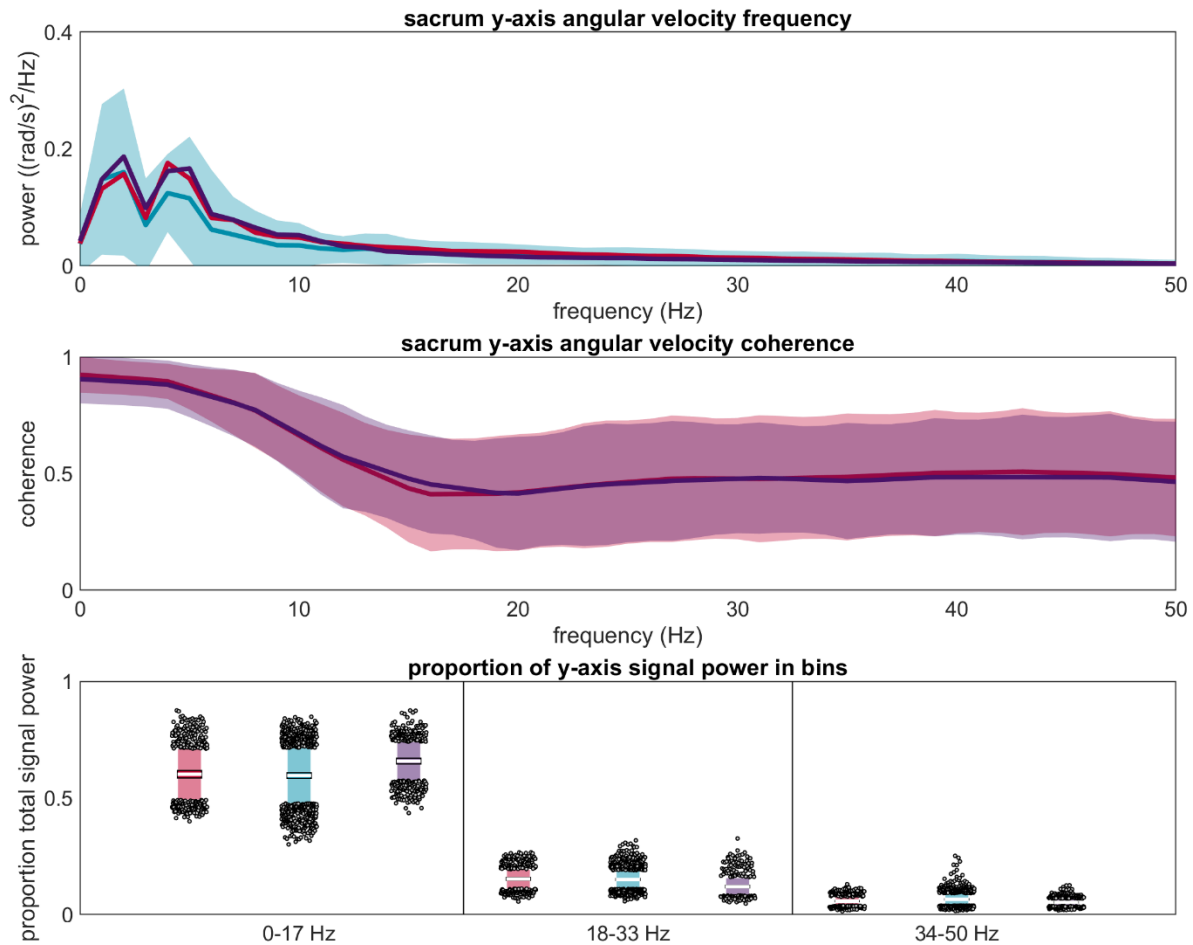 sacrum y-axis angular velocity frequency
0.4
0.2
0
power ((rad/s)²/Hz)
0 10 20 30 40 50
frequency (Hz)
sacrum y-axis angular velocity coherence
1
0.5
0
coherence
0 10 20 30 40 50
frequency (Hz)
proportion of y-axis signal power in bins
1
0.5
0
proportion total signal power
0-17 Hz 18-33 Hz 34-50 Hz